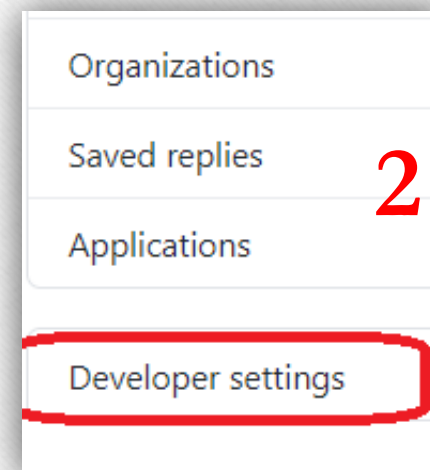 Organizations
Saved replies
2
Applications
Developer settings